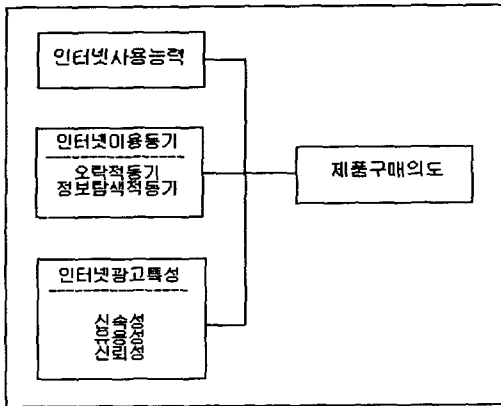 인터넷사용능력
인터넷이용동기
오락적동기
정보탐색적동기
제품구매의도
인터넷광고특성
신속성
유용성
신뢰성